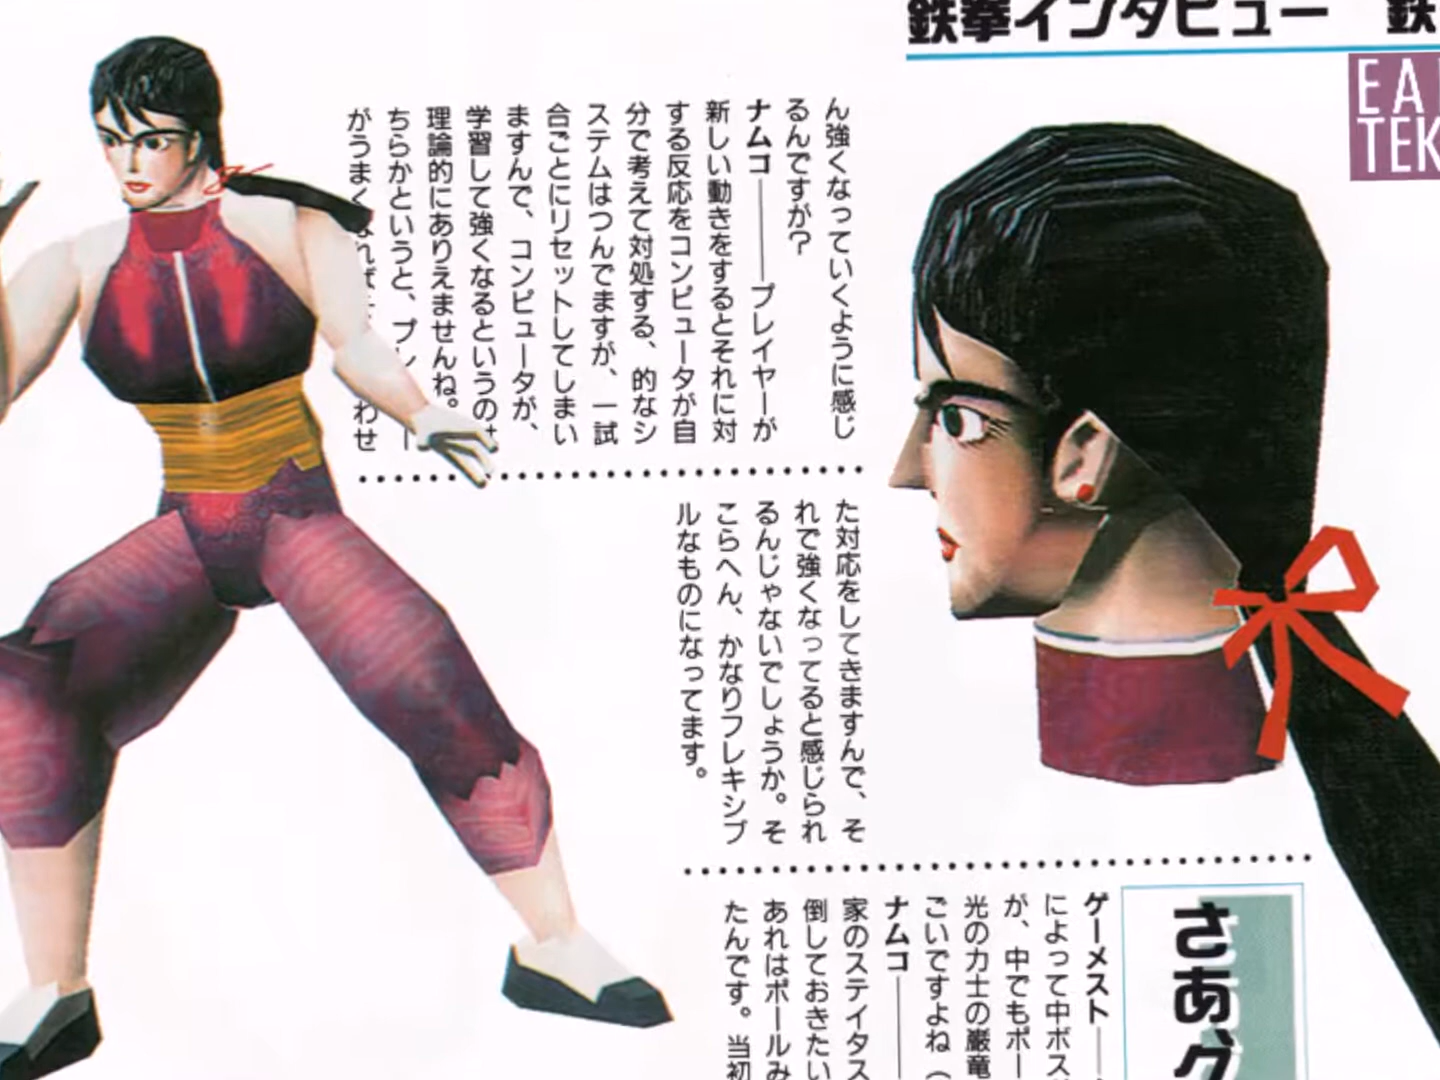 鉄拳インタビュー 鉄
EA
TEK
ん強くなっていくように感じ
るんですが?
ナムコ―――プレイヤーが
新しい動きをするとそれに対
する反応をコンピュータが自
分で考えて対処する、的なシ
ステムはつんでますが、一試
合ごとにリセットしてしまい
ますんで、コンピュータが、
学習して強くなるというのは
理論的にありえませんね。
ちらかというと、プレ ー
がうまくなれば わせ
た対応をしてきますんで、そ
れで強くなってると感じられ
るんじゃないでしょうか。そ
こらへん、かなりフレキシブ
ルなものになってます。
さあ、グ
ゲーメスト――
によって中ボス
が、中でもポー
光の力士の巌竜
ごいですよね(
ナムコ―――
家のステイタス
倒しておきたい
あれはポールみ
たんです。当初